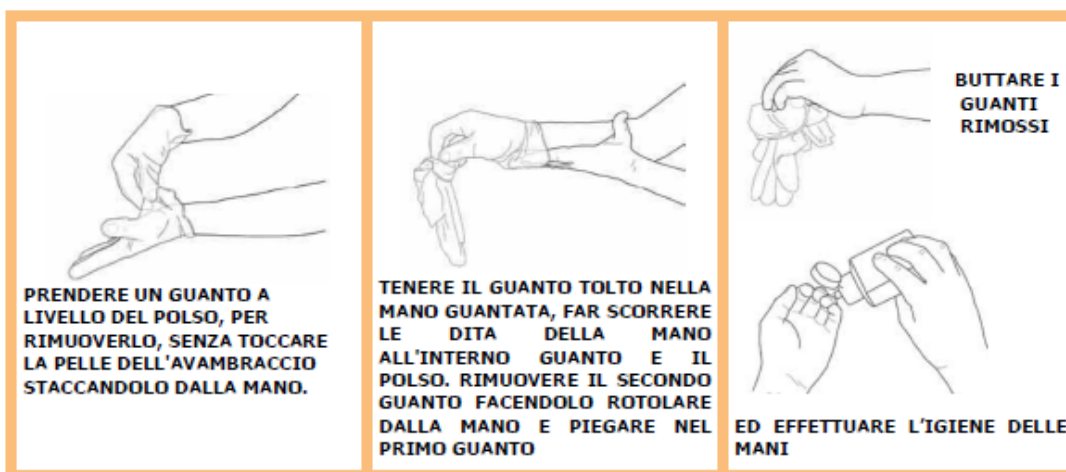 PRENDERE UN GUANTO A
LIVELLO DEL POLSO, PER
RIMUOVERLO, SENZA TOCCARE
LA PELLE DELL'AVAMBRACCIO
STACCANDOLO DALLA MANO.
TENERE IL GUANTO TOLTO NELLA
MANO GUANTATA, FAR SCORRERE
LE DITA DELLA MANO
ALL'INTERNO GUANTO E IL
POLSO. RIMUOVERE IL SECONDO
GUANTO FACENDOLO ROTOLARE
DALLA MANO E PIEGARE NEL
PRIMO GUANTO
BUTTARE I
GUANTI
RIMOSSI
ED EFFETTUARE L'IGIENE DELLE
MANI